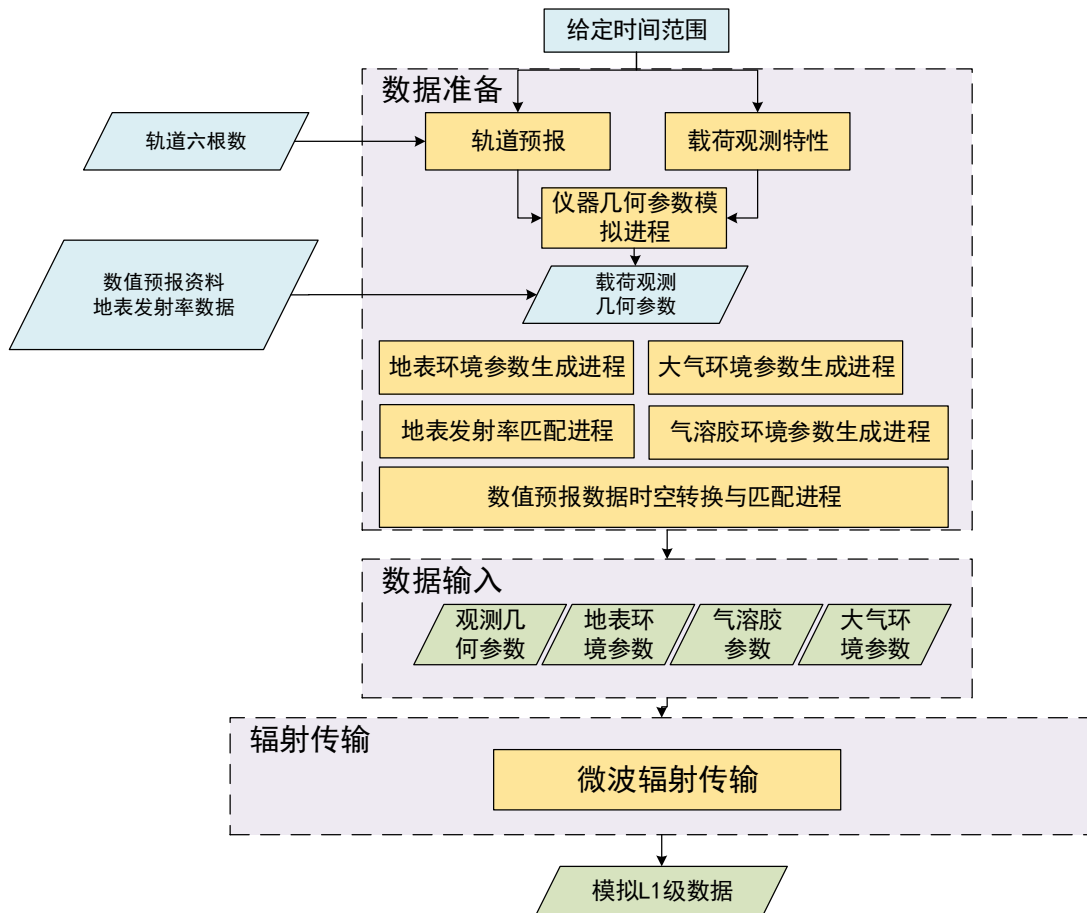 给定时间范围
数据准备
轨道六根数
轨道预报
载荷观测特性
仪器几何参数模
拟进程
数值预报资料
地表发射率数据
载荷观测
几何参数
地表环境参数生成进程
大气环境参数生成进程
地表发射率匹配进程
气溶胶环境参数生成进程
数值预报数据时空转换与匹配进程
数据输入
观测几
何参数
地表环
境参数
气溶胶
参数
大气环
境参数
辐射传输
微波辐射传输
模拟L1级数据